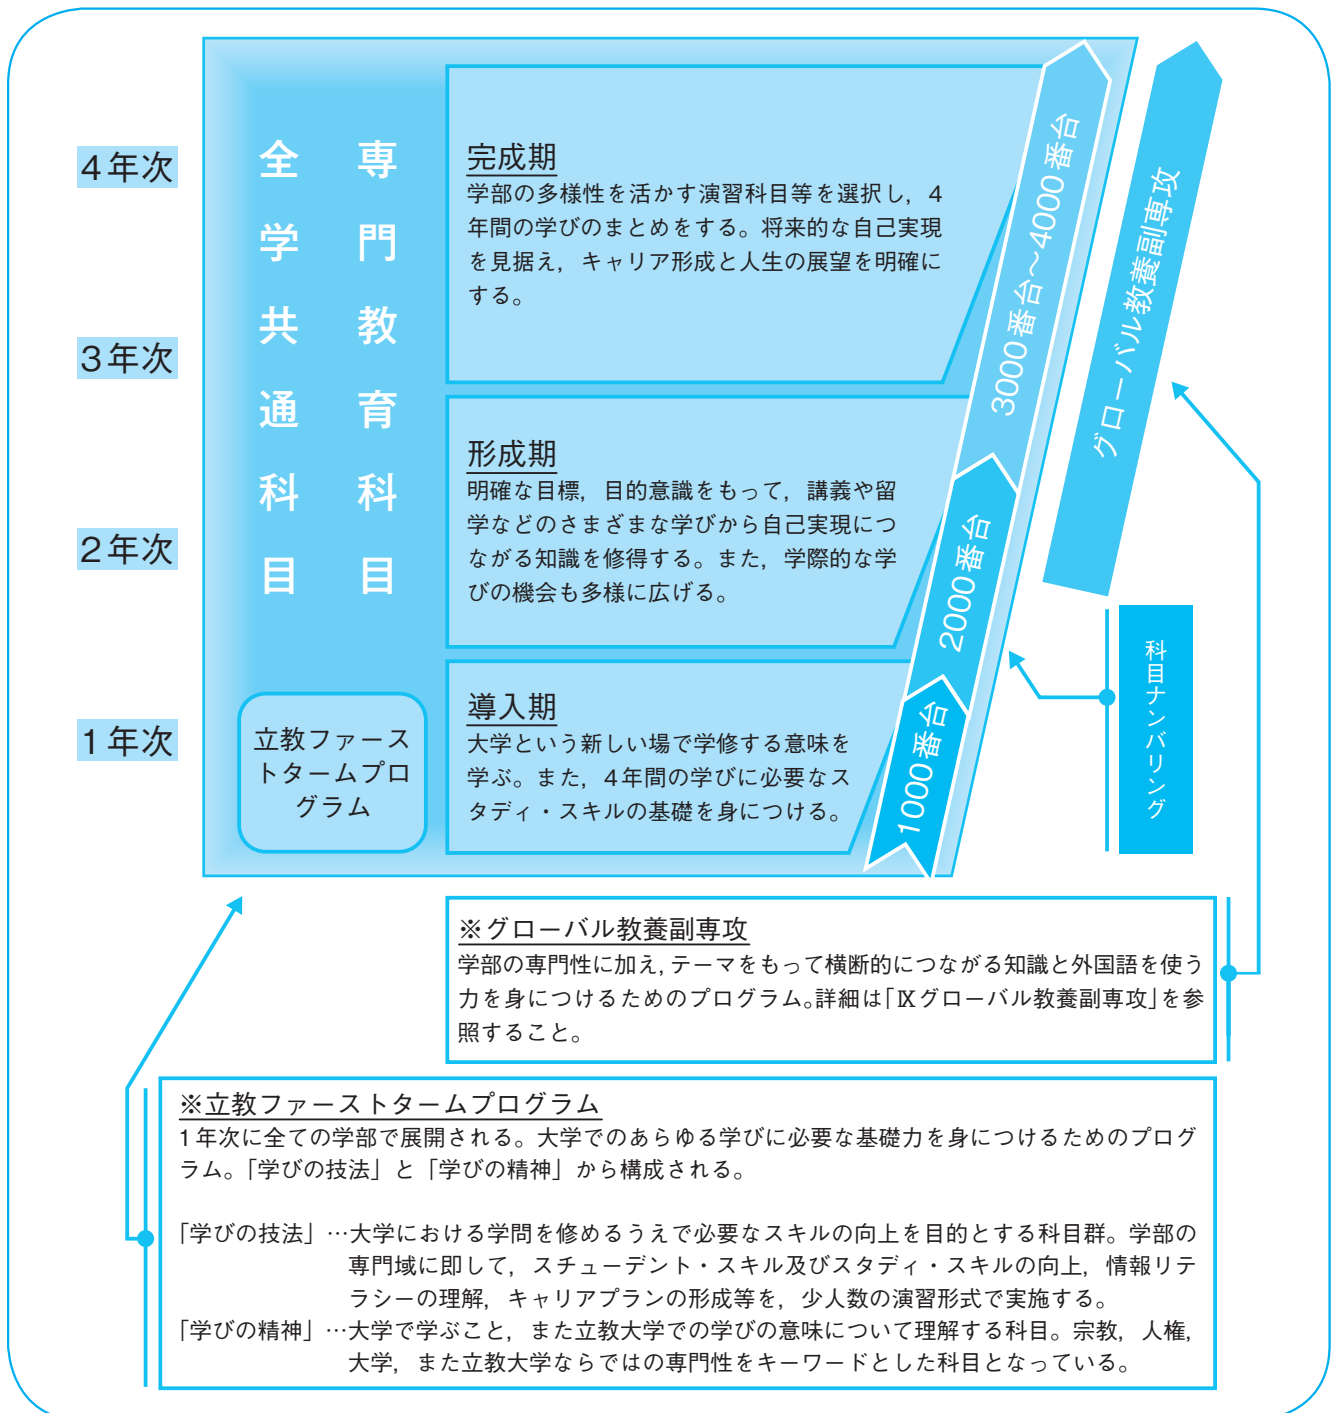 4年次
3年次
2年次
1年次
全学共通科目
専門教育科目
立教ファース
トタームプロ
グラム
完成期
学部の多様性を活かす演習科目等を選択し，4
年間の学びのまとめをする。将来的な自己実現
を見据え，キャリア形成と人生の展望を明確に
する。
形成期
明確な目標，目的意識をもって，講義や留
学などのさまざまな学びから自己実現につ
ながる知識を修得する。また，学際的な学
びの機会も多様に広げる。
導入期
大学という新しい場で学修する意味を
学ぶ。また，4年間の学びに必要なス
タディ・スキルの基礎を身につける。
3000番台～4000番台
2000番台
1000番台
グローバル教養副専攻
科目ナンバリング
※グローバル教養副専攻
学部の専門性に加え，テーマをもって横断的につながる知識と外国語を使う
力を身につけるためのプログラム。詳細は「Ⅸグローバル教養副専攻」を参
照すること。
※立教ファーストタームプログラム
1年次に全ての学部で展開される。大学でのあらゆる学びに必要な基礎力を身につけるためのプログ
ラム。「学びの技法」と「学びの精神」から構成される。
「学びの技法」…大学における学問を修めるうえで必要なスキルの向上を目的とする科目群。学部の
専門域に即して，スチューデント・スキル及びスタディ・スキルの向上，情報リテ
ラシーの理解，キャリアプランの形成等を，少人数の演習形式で実施する。
「学びの精神」…大学で学ぶこと，また立教大学での学びの意味について理解する科目。宗教，人権，
大学，また立教大学ならではの専門性をキーワードとした科目となっている。